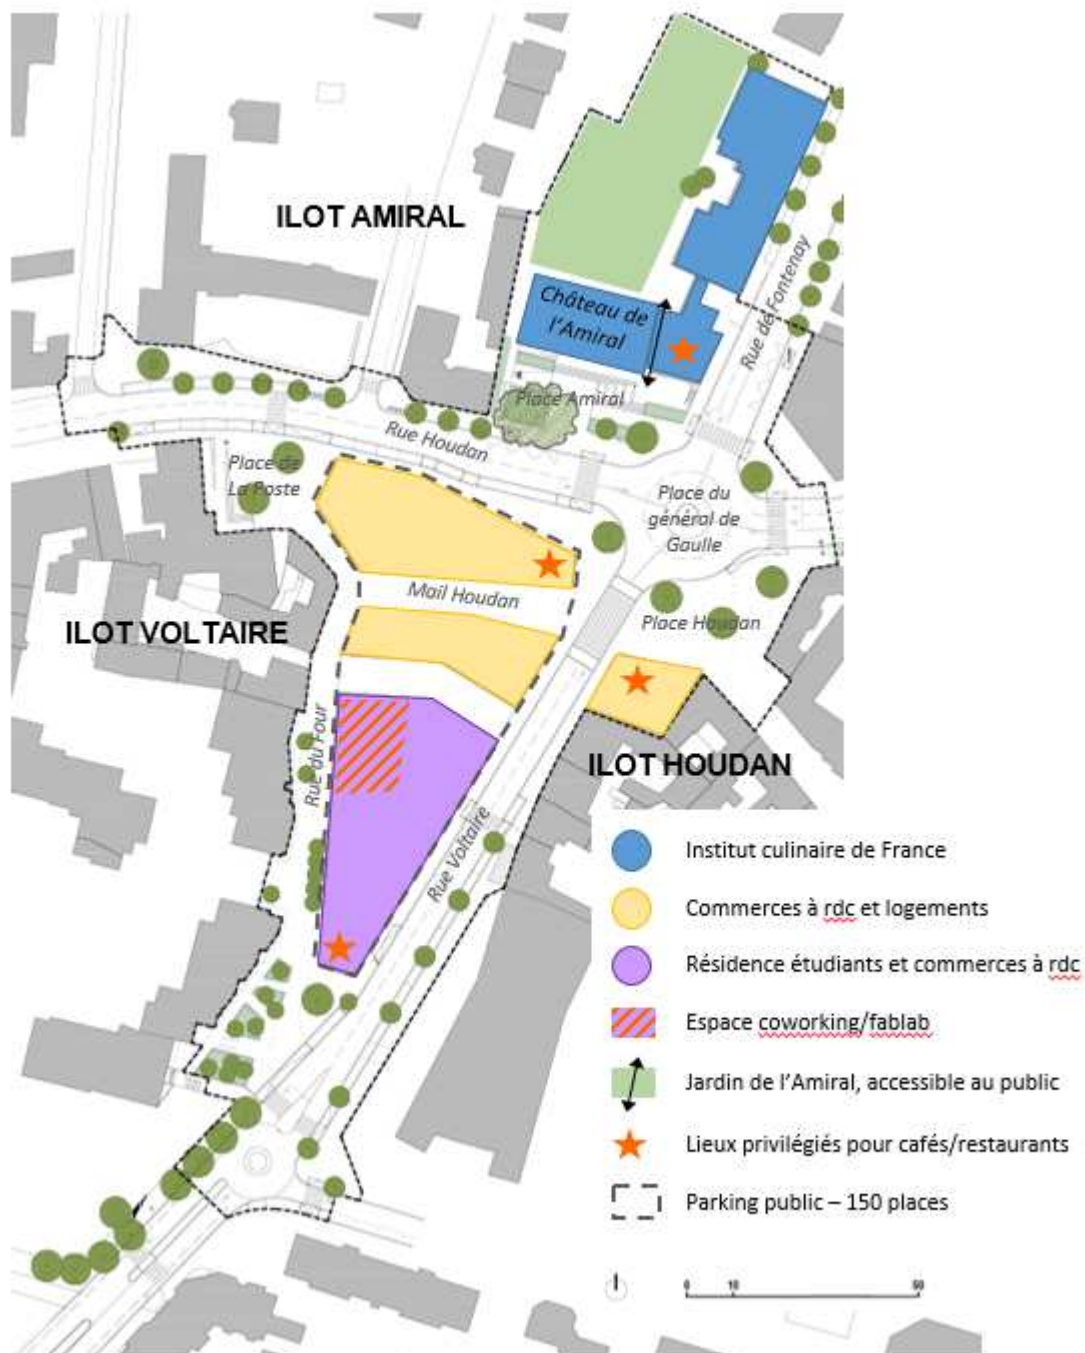 ILOT AMIRAL
Château de
l'Amiral
Rue de Fontenay
Place Amiral
Rue Houdan
Place de
La Poste
Place du
général de
Gaulle
Mail Houdan
Place Houdan
ILOT VOLTAIRE
Rue du Four
ILOT HOUDAN
Rue Voltaire
Institut culinaire de France
Commerces à rdc et logements
Résidence étudiants et commerces à rdc
Espace coworking/fablab
Jardin de l'Amiral, accessible au public
Lieux privilégiés pour cafés/restaurants
Parking public – 150 places
0 10 50